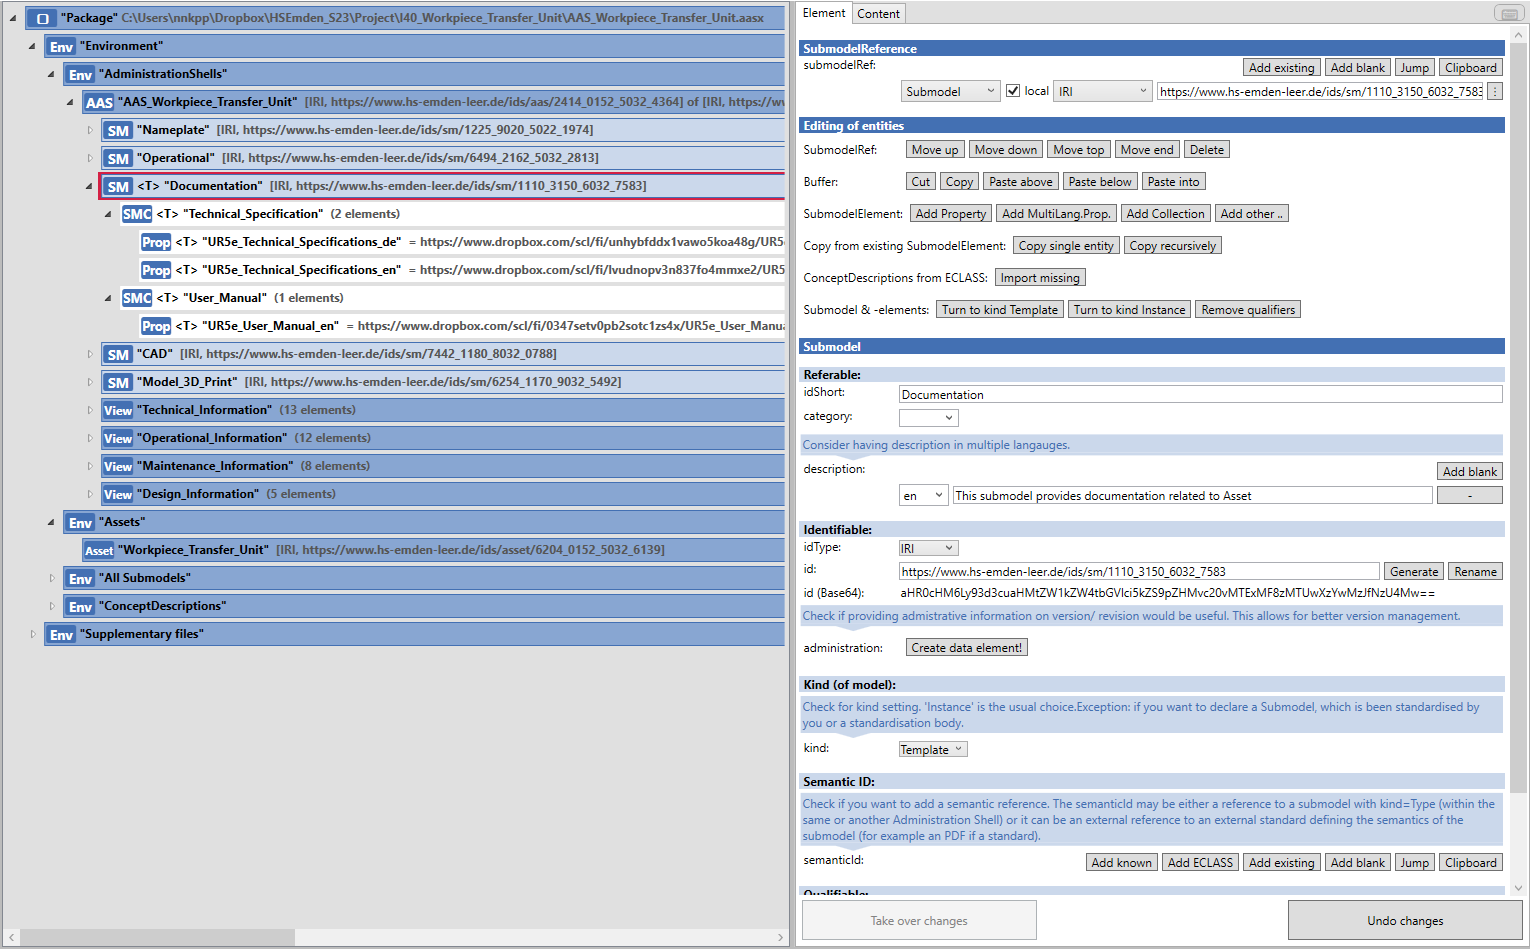 "Package" C:\Users\nnkpp\Dropbox\HSEmden_S23\Project\I40_Workpiece_Transfer_Unit\AAS_Workpiece_Transfer_Unit.aasx
Env "Environment"
Env "AdministrationShells"
AAS "AAS_Workpiece_Transfer_Unit" [IRI, https://www.hs-emden-leer.de/ids/aas/2414_0152_5032_4364] of [IRI, https://ww
SM "Nameplate" [IRI, https://www.hs-emden-leer.de/ids/sm/1225_9020_5022_1974]
SM "Operational" [IRI, https://www.hs-emden-leer.de/ids/sm/6494_2162_5032_2813]
SM <T> "Documentation" [IRI, https://www.hs-emden-leer.de/ids/sm/1110_3150_6032_7583]
SMC <T> "Technical_Specification" (2 elements)
Prop <T> "UR5e_Technical_Specifications_de" = https://www.dropbox.com/scl/fi/unhybfddx1vawo5koa48g/UR5
Prop <T> "UR5e_Technical_Specifications_en" = https://www.dropbox.com/scl/fi/lvudnopv3n837fo4mmxe2/UR5
SMC <T> "User_Manual" (1 elements)
Prop <T> "UR5e_User_Manual_en" = https://www.dropbox.com/scl/fi/0347setv0pb2sotc1zs4x/UR5e_User_Manu
SM "CAD" [IRI, https://www.hs-emden-leer.de/ids/sm/7442_1180_8032_0788]
SM "Model_3D_Print" [IRI, https://www.hs-emden-leer.de/ids/sm/6254_1170_9032_5492]
View "Technical_Information" (13 elements)
View "Operational_Information" (12 elements)
View "Maintenance_Information" (8 elements)
View "Design_Information" (5 elements)
Env "Assets"
Asset "Workpiece_Transfer_Unit" [IRI, https://www.hs-emden-leer.de/ids/asset/6204_0152_5032_6139]
Env "All Submodels"
Env "ConceptDescriptions"
Env "Supplementary files"
Element Content
SubmodelReference
submodelRef: Add existing Add blank Jump Clipboard
Submodel local IRI https://www.hs-emden-leer.de/ids/sm/1110_3150_6032_7583
Editing of entities
SubmodelRef: Move up Move down Move top Move end Delete
Buffer: Cut Copy Paste above Paste below Paste into
SubmodelElement: Add Property Add MultiLang.Prop. Add Collection Add other ..
Copy from existing SubmodelElement: Copy single entity Copy recursively
ConceptDescriptions from ECLASS: Import missing
Submodel & -elements: Turn to kind Template Turn to kind Instance Remove qualifiers
Submodel
Referable:
idShort: Documentation
category:
Consider having description in multiple langauges.
description: Add blank
en This submodel provides documentation related to Asset -
Identifiable:
idType: IRI
id: https://www.hs-emden-leer.de/ids/sm/1110_3150_6032_7583 Generate Rename
id (Base64): aHR0cHM6Ly93d3cuaHMtZW1kZW4tbGVlci5kZS9pZHMvc20vMTExMF8zMTUwXzYwMzJfNzU4Mw==
Check if providing admistrative information on version/ revision would be useful. This allows for better version management.
administration: Create data element!
Kind (of model):
Check for kind setting. 'Instance' is the usual choice.Exception: if you want to declare a Submodel, which is been standardised by
you or a standardisation body.
kind: Template
Semantic ID:
Check if you want to add a semantic reference. The semanticId may be either a reference to a submodel with kind=Type (within the
same or another Administration Shell) or it can be an external reference to an external standard defining the semantics of the
submodel (for example an PDF if a standard).
semanticId: Add known Add ECLASS Add existing Add blank Jump Clipboard
Qualifiable:
Take over changes Undo changes